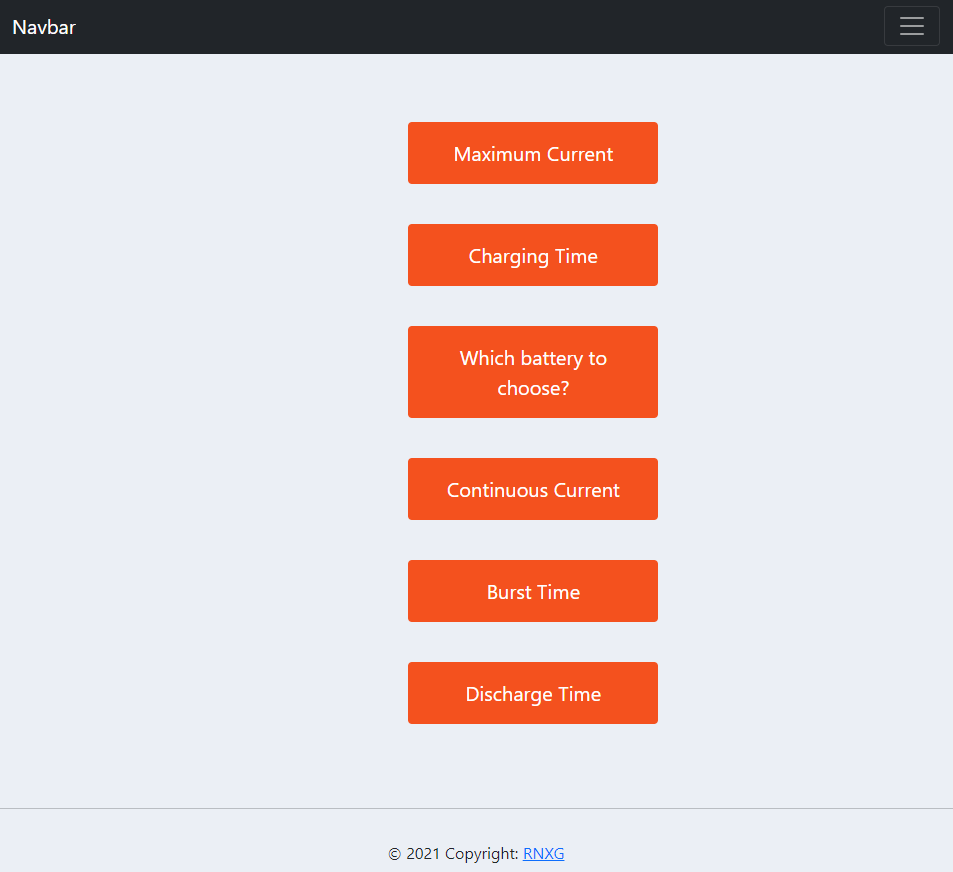 Navbar
Maximum Current
Charging Time
Which battery to
choose?
Continuous Current
Burst Time
Discharge Time
© 2021 Copyright: RNXG